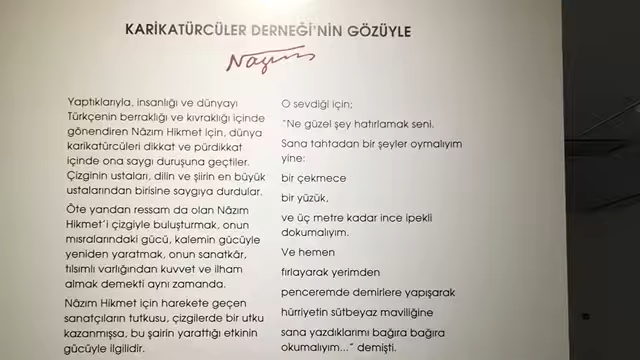 KARİKATÜRCÜLER DERNEĞİ'NİN GÖZÜYLE
Nâzım
Yaptıklarıyla, insanlığı ve dünyayı
Türkçenin berraklığı ve kıvraklığı içinde
gönendiren Nâzım Hikmet için, dünya
karikatürcüleri dikkat ve pürdikkat
içinde ona saygı duruşuna geçtiler.
Çizginin ustaları, dilin ve şiirin en büyük
ustalarından birisine saygıya durdular.
Öte yandan ressam da olan Nâzım
Hikmet'i çizgiyle buluşturmak, onun
mısralarındaki gücü, kalemin gücüyle
yeniden yaratmak, onun sanatkâr,
tılsımlı varlığından kuvvet ve ilham
almak demekti aynı zamanda.
Nâzım Hikmet için harekete geçen
sanatçıların tutkusu, çizgilerde bir utku
kazanmışsa, bu şairin yarattığı etkinin
gücüyle ilgilidir.
O sevdiği için;
"Ne güzel şey hatırlamak seni.
Sana tahtadan bir şeyler oymalıyım
yine:
bir çekmece
bir yüzük,
ve üç metre kadar ince ipekli
dokumalıyım.
Ve hemen
fırlayarak yerimden
penceremde demirlere yapışarak
hürriyetin sütbeyaz maviliğine
sana yazdıklarımı bağıra bağıra
okumalıyım..." demişti.